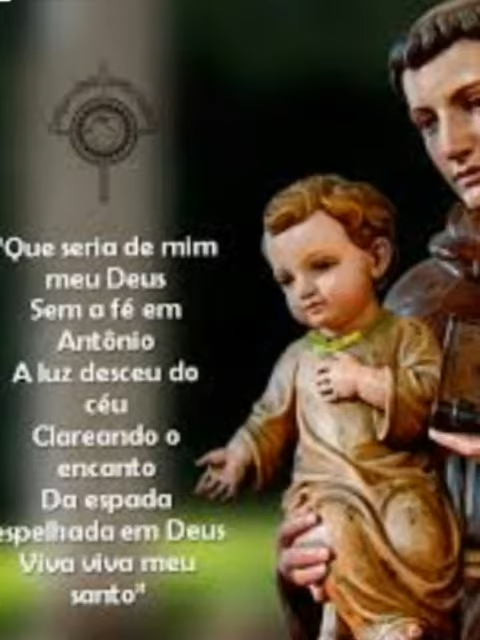 "Que seria de mim
meu Deus
Sem a fé em
Antônio
A luz desceu do
céu
Clareando o
encanto
Da espada
espelhada em Deus
Viva viva meu
santo"